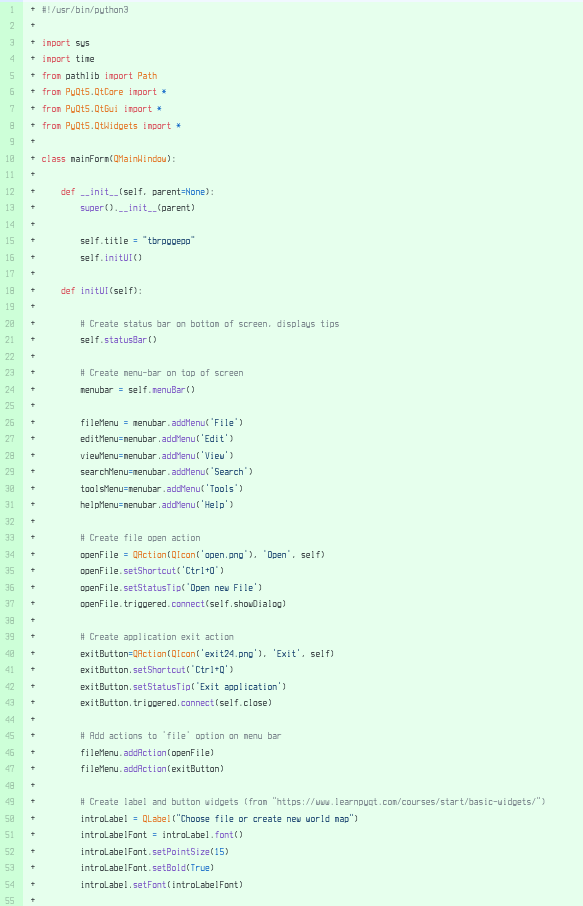 1 + #!/usr/bin/python3
2 +
3 + import sys
4 + import time
5 + from pathlib import Path
6 + from PyQt5.QtCore import *
7 + from PyQt5.QtGui import *
8 + from PyQt5.QtWidgets import *
9 +
10 + class mainForm(QMainWindow):
11 +
12 +     def __init__(self, parent=None):
13 +         super().__init__(parent)
14 +
15 +         self.title = "tbrpggepp"
16 +         self.initUI()
17 +
18 +     def initUI(self):
19 +
20 +         # Create status bar on bottom of screen, displays tips
21 +         self.statusBar()
22 +
23 +         # Create menu-bar on top of screen
24 +         menubar = self.menuBar()
25 +
26 +         fileMenu = menubar.addMenu('File')
27 +         editMenu=menubar.addMenu('Edit')
28 +         viewMenu=menubar.addMenu('View')
29 +         searchMenu=menubar.addMenu('Search')
30 +         toolsMenu=menubar.addMenu('Tools')
31 +         helpMenu=menubar.addMenu('Help')
32 +
33 +         # Create file open action
34 +         openFile = QAction(QIcon('open.png'), 'Open', self)
35 +         openFile.setShortcut('Ctrl+O')
36 +         openFile.setStatusTip('Open new File')
37 +         openFile.triggered.connect(self.showDialog)
38 +
39 +         # Create application exit action
40 +         exitButton=QAction(QIcon('exit24.png'), 'Exit', self)
41 +         exitButton.setShortcut('Ctrl+Q')
42 +         exitButton.setStatusTip('Exit application')
43 +         exitButton.triggered.connect(self.close)
44 +
45 +         # Add actions to 'file' option on menu bar
46 +         fileMenu.addAction(openFile)
47 +         fileMenu.addAction(exitButton)
48 +
49 +         # Create label and button widgets (from "https://www.learnpyqt.com/courses/start/basic-widgets/")
50 +         introLabel = QLabel("Choose file or create new world map")
51 +         introLabelFont = introLabel.font()
52 +         introLabelFont.setPointSize(15)
53 +         introLabelFont.setBold(True)
54 +         introLabel.setFont(introLabelFont)
55 +